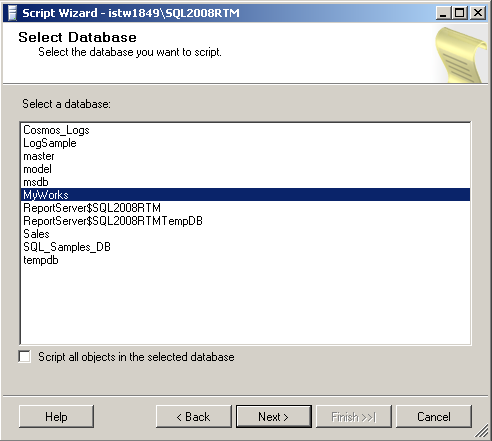 Script Wizard - istw1849\SQL2008RTM
Select Database
Select the database you want to script.
Select a database:
Cosmos_Logs
LogSample
master
model
msdb
MyWorks
ReportServer$SQL2008RTM
ReportServer$SQL2008RTMTempDB
Sales
SQL_Samples_DB
tempdb
Script all objects in the selected database
Help
< Back
Next >
Finish >>|
Cancel